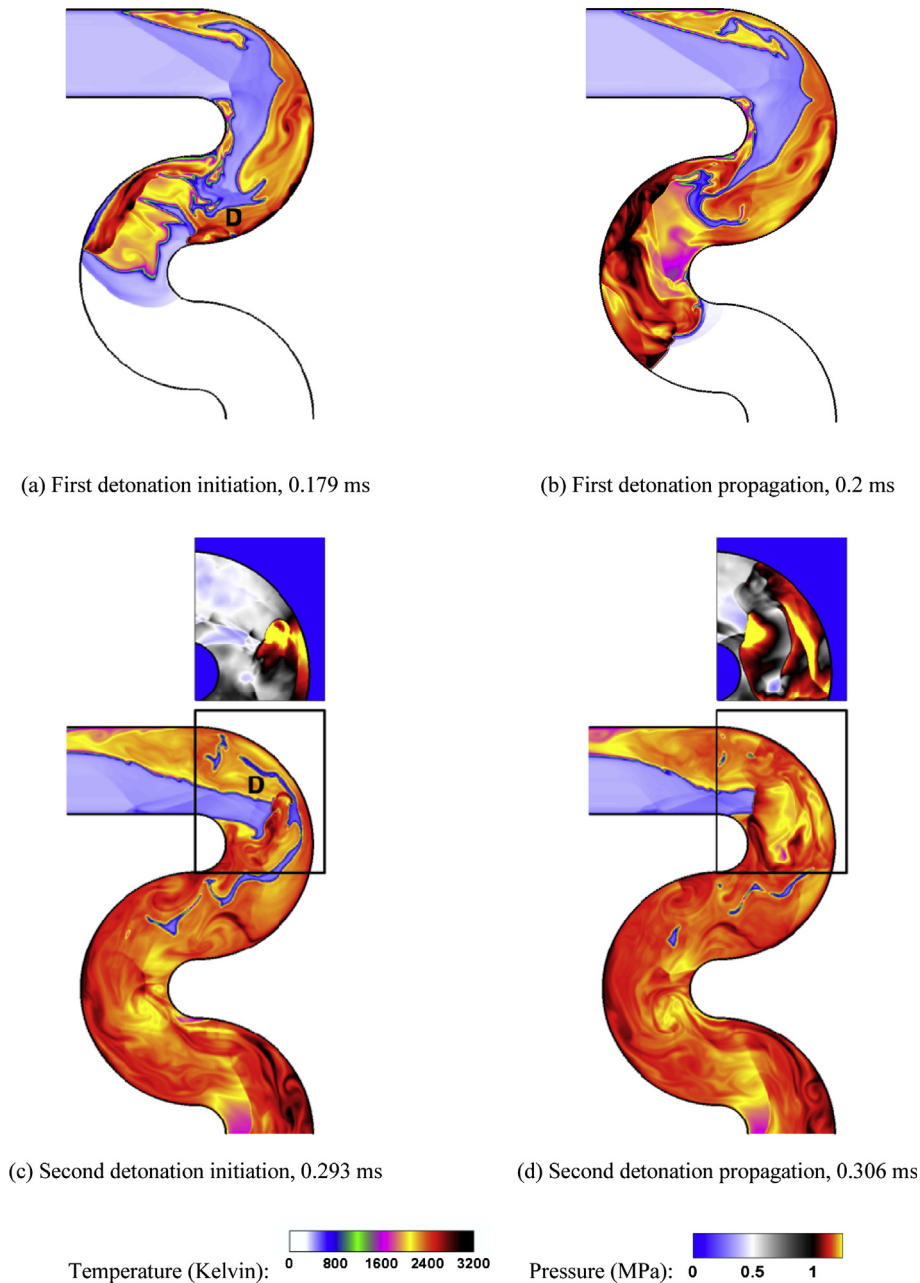 D
(a) First detonation initiation, 0.179 ms
(b) First detonation propagation, 0.2 ms
D
(c) Second detonation initiation, 0.293 ms
(d) Second detonation propagation, 0.306 ms
Temperature (Kelvin): 0 800 1600 2400 3200
Pressure (MPa): 0 0.5 1